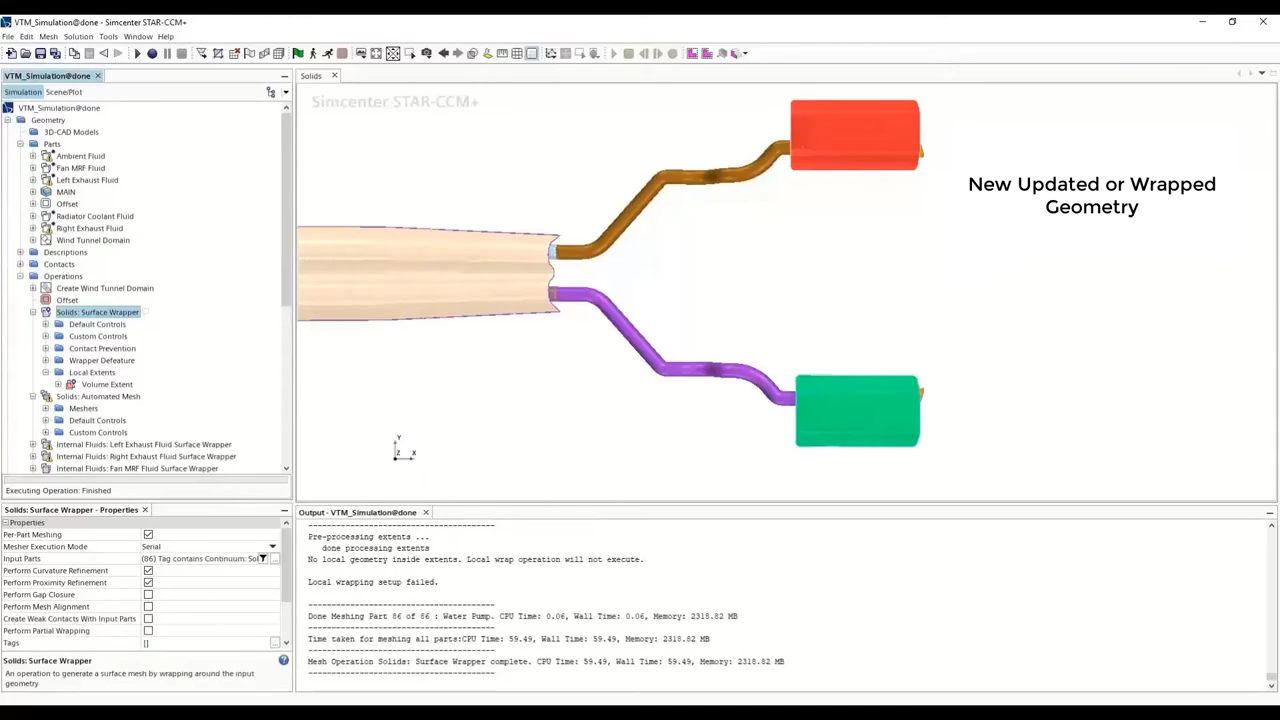 VTM_Simulation@done - Simcenter STAR-CCM+
File Edit Mesh Solution Tools Window Help
VTM_Simulation@done
Simulation Scene/Plot
VTM_Simulation@done
Geometry
3D-CAD Models
Parts
Ambient Fluid
Fan MRF Fluid
Left Exhaust Fluid
MAIN
Offset
Radiator Coolant Fluid
Right Exhaust Fluid
Wind Tunnel Domain
Descriptions
Contacts
Operations
Create Wind Tunnel Domain
Offset
Solids: Surface Wrapper
Default Controls
Custom Controls
Contact Prevention
Wrapper Defeature
Local Extents
Volume Extent
Solids: Automated Mesh
Meshers
Default Controls
Custom Controls
Internal Fluids: Left Exhaust Fluid Surface Wrapper
Internal Fluids: Right Exhaust Fluid Surface Wrapper
Internal Fluids: Fan MRF Fluid Surface Wrapper
Executing Operation: Finished
Solids: Surface Wrapper - Properties
Properties
Per-Part Meshing
Mesher Execution Mode Serial
Input Parts (86) Tag contains Continuum: Sol
Perform Curvature Refinement
Perform Proximity Refinement
Perform Gap Closure
Perform Mesh Alignment
Create Weak Contacts With Input Parts
Perform Partial Wrapping
Tags []
Solids: Surface Wrapper
An operation to generate a surface mesh by wrapping around the input
geometry
Solids
Simcenter STAR-CCM+
New Updated or Wrapped
Geometry
Y
Z X
Output - VTM_Simulation@done
-----------------------------------------
Pre-processing extents ...
done processing extents
No local geometry inside extents. Local wrap operation will not execute.
Local wrapping setup failed.
-----------------------------------------
Done Meshing Part 86 of 86 : Water Pump. CPU Time: 0.06, Wall Time: 0.06, Memory: 2318.82 MB
-----------------------------------------
Time taken for meshing all parts:CPU Time: 59.49, Wall Time: 59.49, Memory: 2318.82 MB
-----------------------------------------
Mesh Operation Solids: Surface Wrapper complete. CPU Time: 59.49, Wall Time: 59.49, Memory: 2318.82 MB
-----------------------------------------